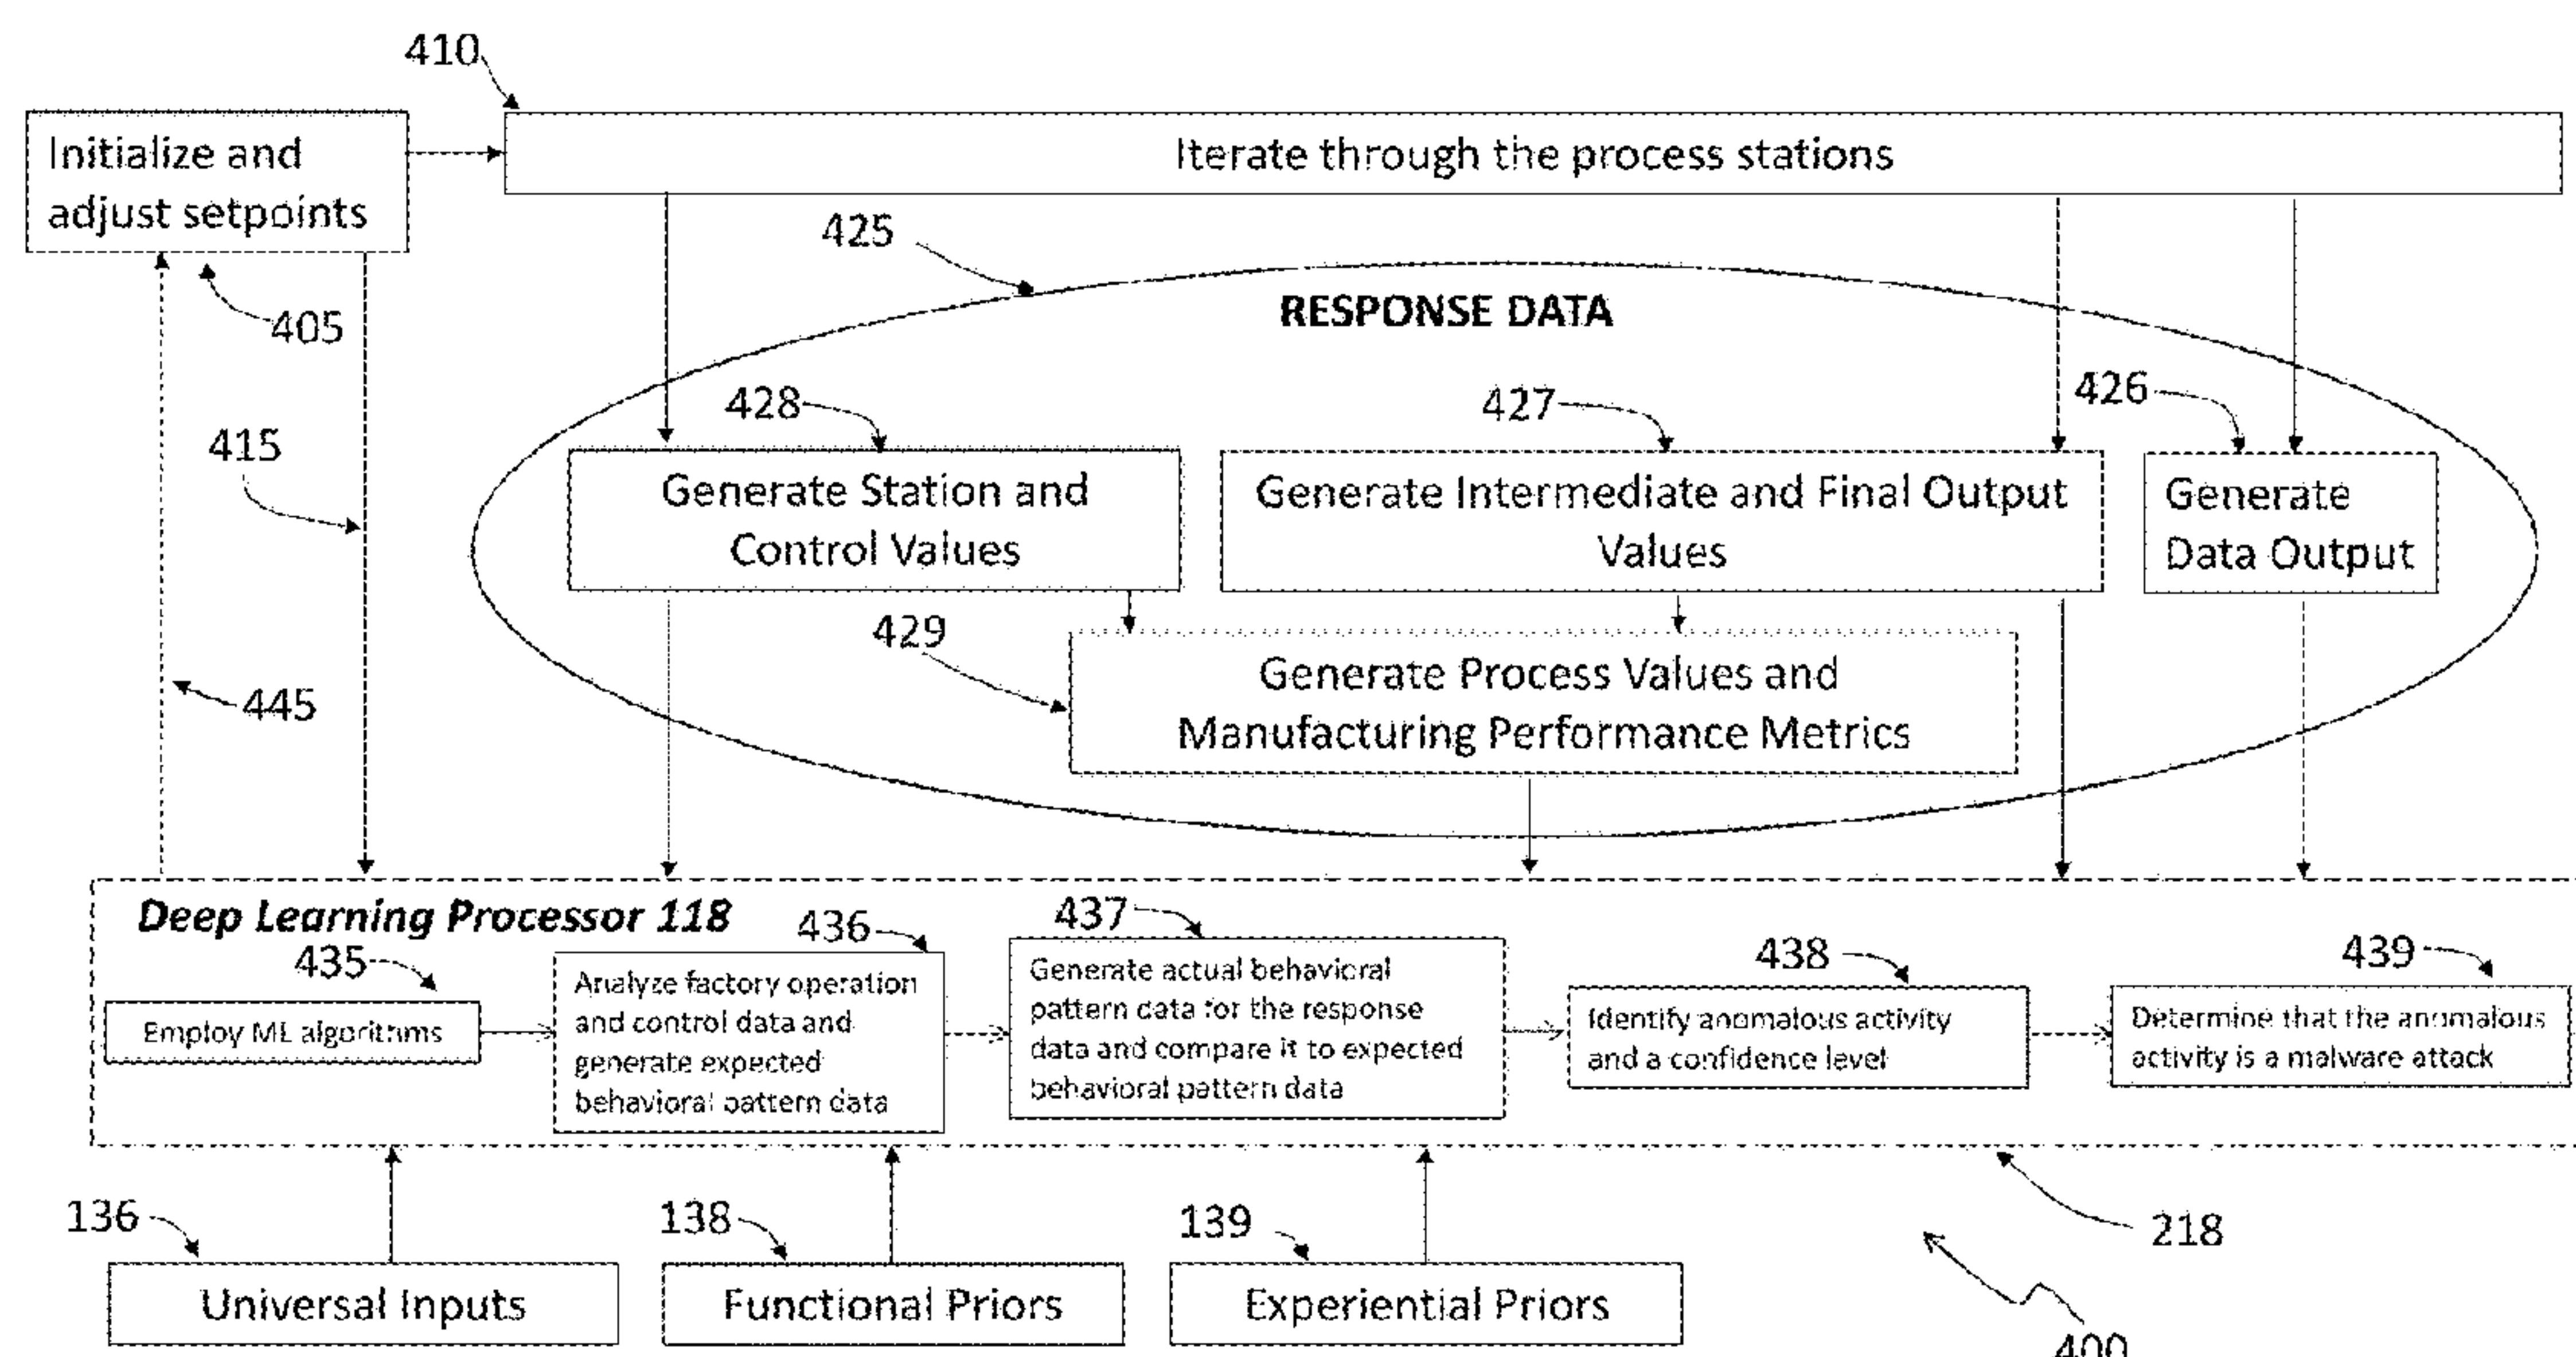 410
Initialize and
adjust setpoints
Iterate through the process stations
425
405
RESPONSE DATA
428
427
426
415
Generate Station and
Control Values
Generate Intermediate and Final Output
Values
Generate
Data Output
429
445
Generate Process Values and
Manufacturing Performance Metrics
Deep Learning Processor 118
435
436
437
438
439
Employ ML algorithms
Analyze factory operation
and control data and
generate expected
behavioral pattern data
Generate actual behavioral
pattern data for the response
data and compare it to expected
behavioral pattern data
Identify anomalous activity
and a confidence level
Determine that the anomalous
activity is a malware attack
136
138
139
218
Universal Inputs
Functional Priors
Experiential Priors
400